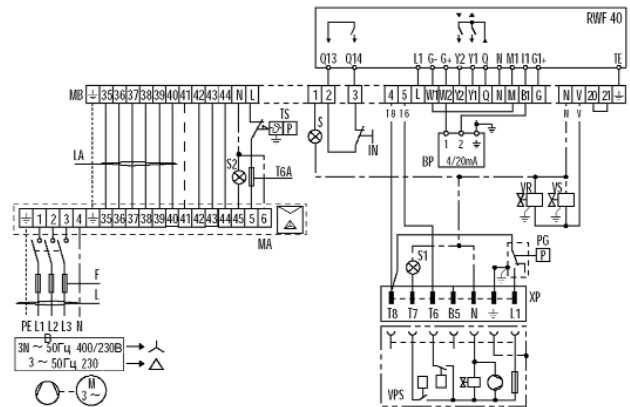 RWF 40
Q13 Q14 L1 G- G+ Y2 Y1 Q N M1 I1 G1+ TE
MB 35 36 37 38 39 40 41 42 43 44 N L
1 2 3 4 5 L W1 W2 Y2 Y1 Q N M B1 G N V 20 21
T8 T6 N V
TS
P
S
IN
LA
S2
T6A
BP
1 2
4/20mA
VR VS
1 2 3 4 35 36 37 38 39 40 41 42 43 44 45 5 6
MA
PG
P
S1
F
L
XP
T8 T7 T6 B5 N L1
PE L1 L2 L3 N
B
3N ~ 50Гц 400/230В
3 ~ 50Гц 230
M
3 ~
VPS